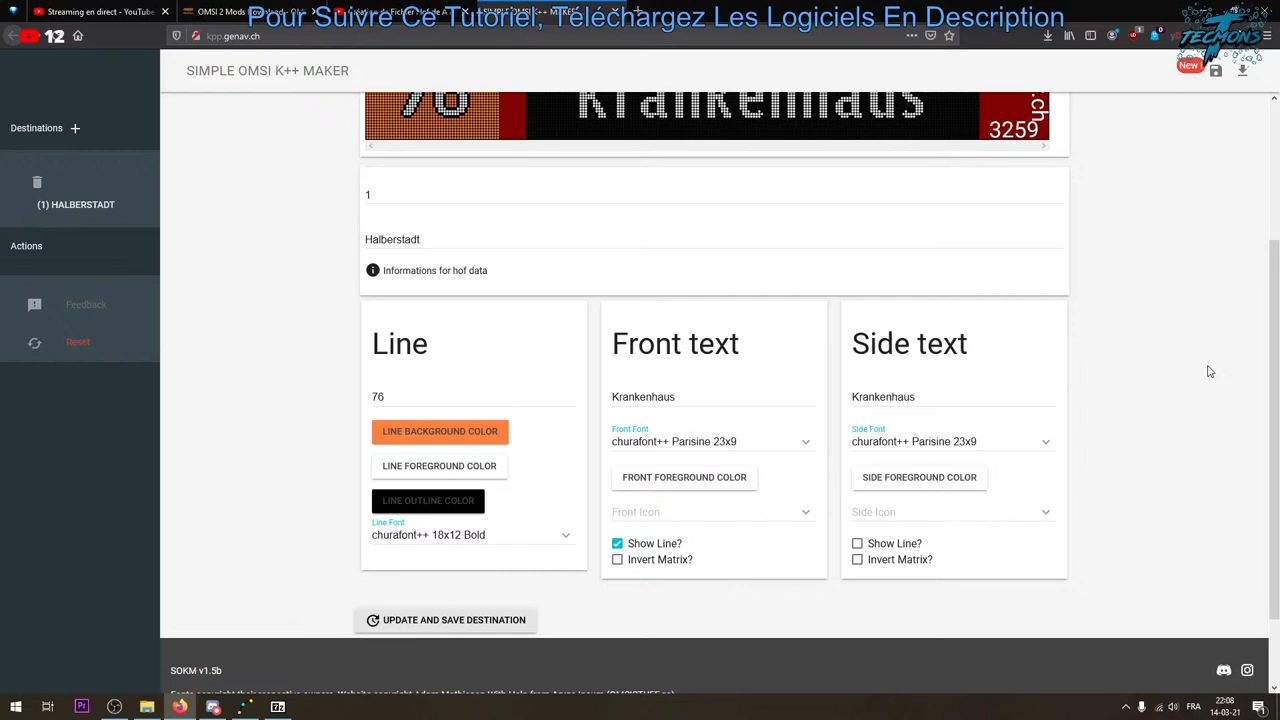 Pour Suivre Ce Tutoriel, Téléchargez Les Logiciels En Description
Streaming en direct - YouTube
OMSI 2 Mods
12
kpp.genav.ch
TECMONS
SIMPLE OMSI K++ MAKER
New !
Destinations +
(1) HALBERSTADT
Actions
Feedback
Reset
76
Krankenhaus
.ch
3259
1
Halberstadt
Informations for hof data
Line
76
LINE BACKGROUND COLOR
LINE FOREGROUND COLOR
LINE OUTLINE COLOR
Line Font
churafont++ 18x12 Bold
Front text
Krankenhaus
Front Font
churafont++ Parisine 23x9
FRONT FOREGROUND COLOR
Front Icon
Show Line?
Invert Matrix?
Side text
Krankenhaus
Side Font
churafont++ Parisine 23x9
SIDE FOREGROUND COLOR
Side Icon
Show Line?
Invert Matrix?
UPDATE AND SAVE DESTINATION
SOKM v1.5b
FRA
22:08
14-03-21